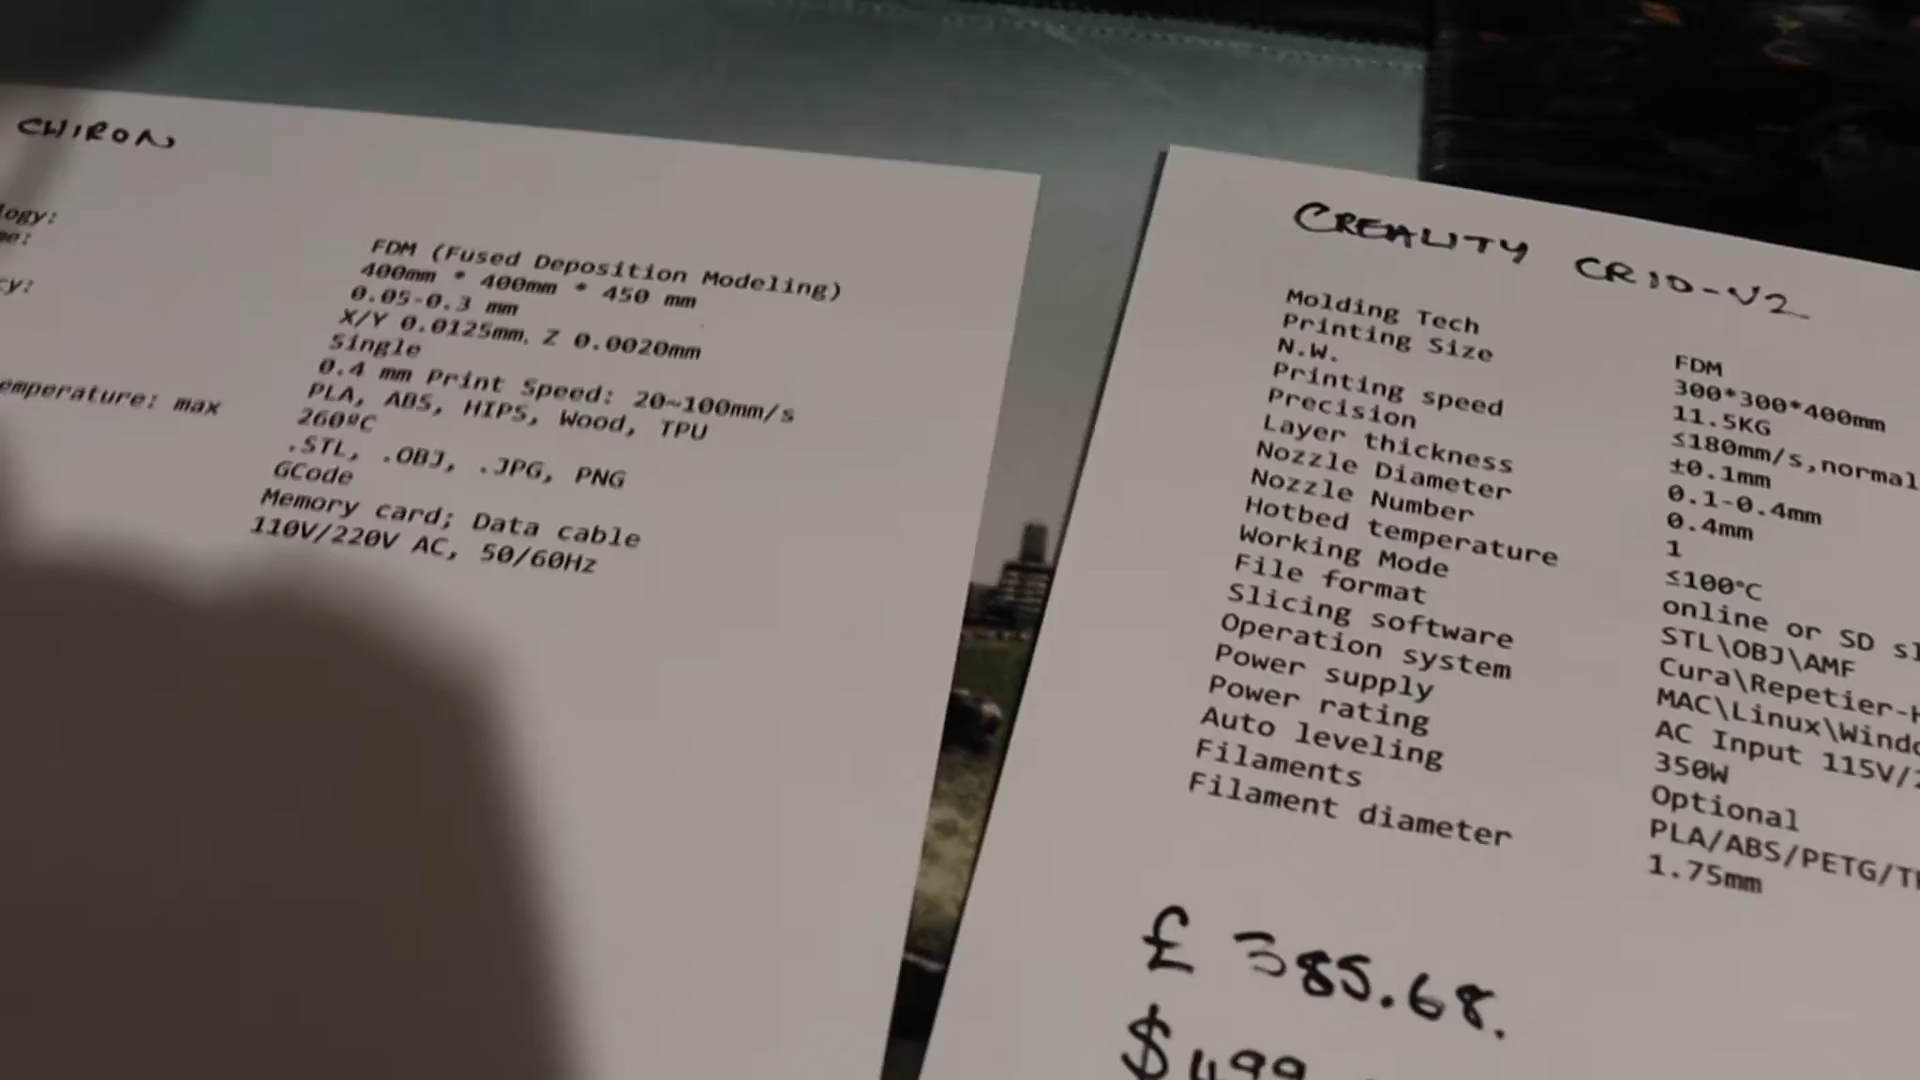 CHIRON
logy:
me:
cy:
emperature: max
FDM (Fused Deposition Modeling)
400mm * 400mm * 450 mm
0.05-0.3 mm
X/Y 0.0125mm、Z 0.0020mm
Single
0.4 mm Print Speed: 20~100mm/s
PLA, ABS, HIPS, Wood, TPU
260ºC
.STL, .OBJ, .JPG, PNG
GCode
Memory card; Data cable
110V/220V AC, 50/60Hz
CREALITY CR10-V2
Molding Tech FDM
Printing Size 300*300*400mm
N.W. 11.5KG
Printing speed ≤180mm/s,normal
Precision ±0.1mm
Layer thickness 0.1-0.4mm
Nozzle Diameter 0.4mm
Nozzle Number 1
Hotbed temperature ≤100°C
Working Mode online or SD sl
File format STL\OBJ\AMF
Slicing software Cura\Repetier-H
Operation system MAC\Linux\Windo
Power supply AC Input 115V/2
Power rating 350W
Auto leveling Optional
Filaments PLA/ABS/PETG/TP
Filament diameter 1.75mm
£ 385.68.
$499